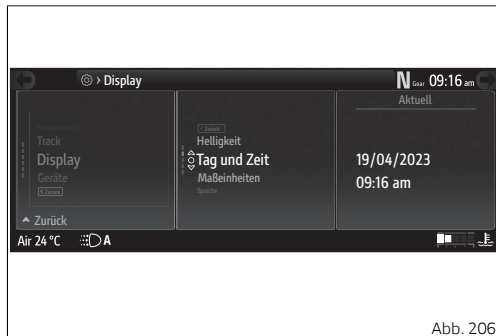 > Display
N Gear 09:16 am
Aktuell
Track
Display
Geräte
< Zurück
▲ Zurück
< Zurück
Helligkeit
Tag und Zeit
Maßeinheiten
Sprache
19/04/2023
09:16 am
Air 24 °C
A
Abb. 206